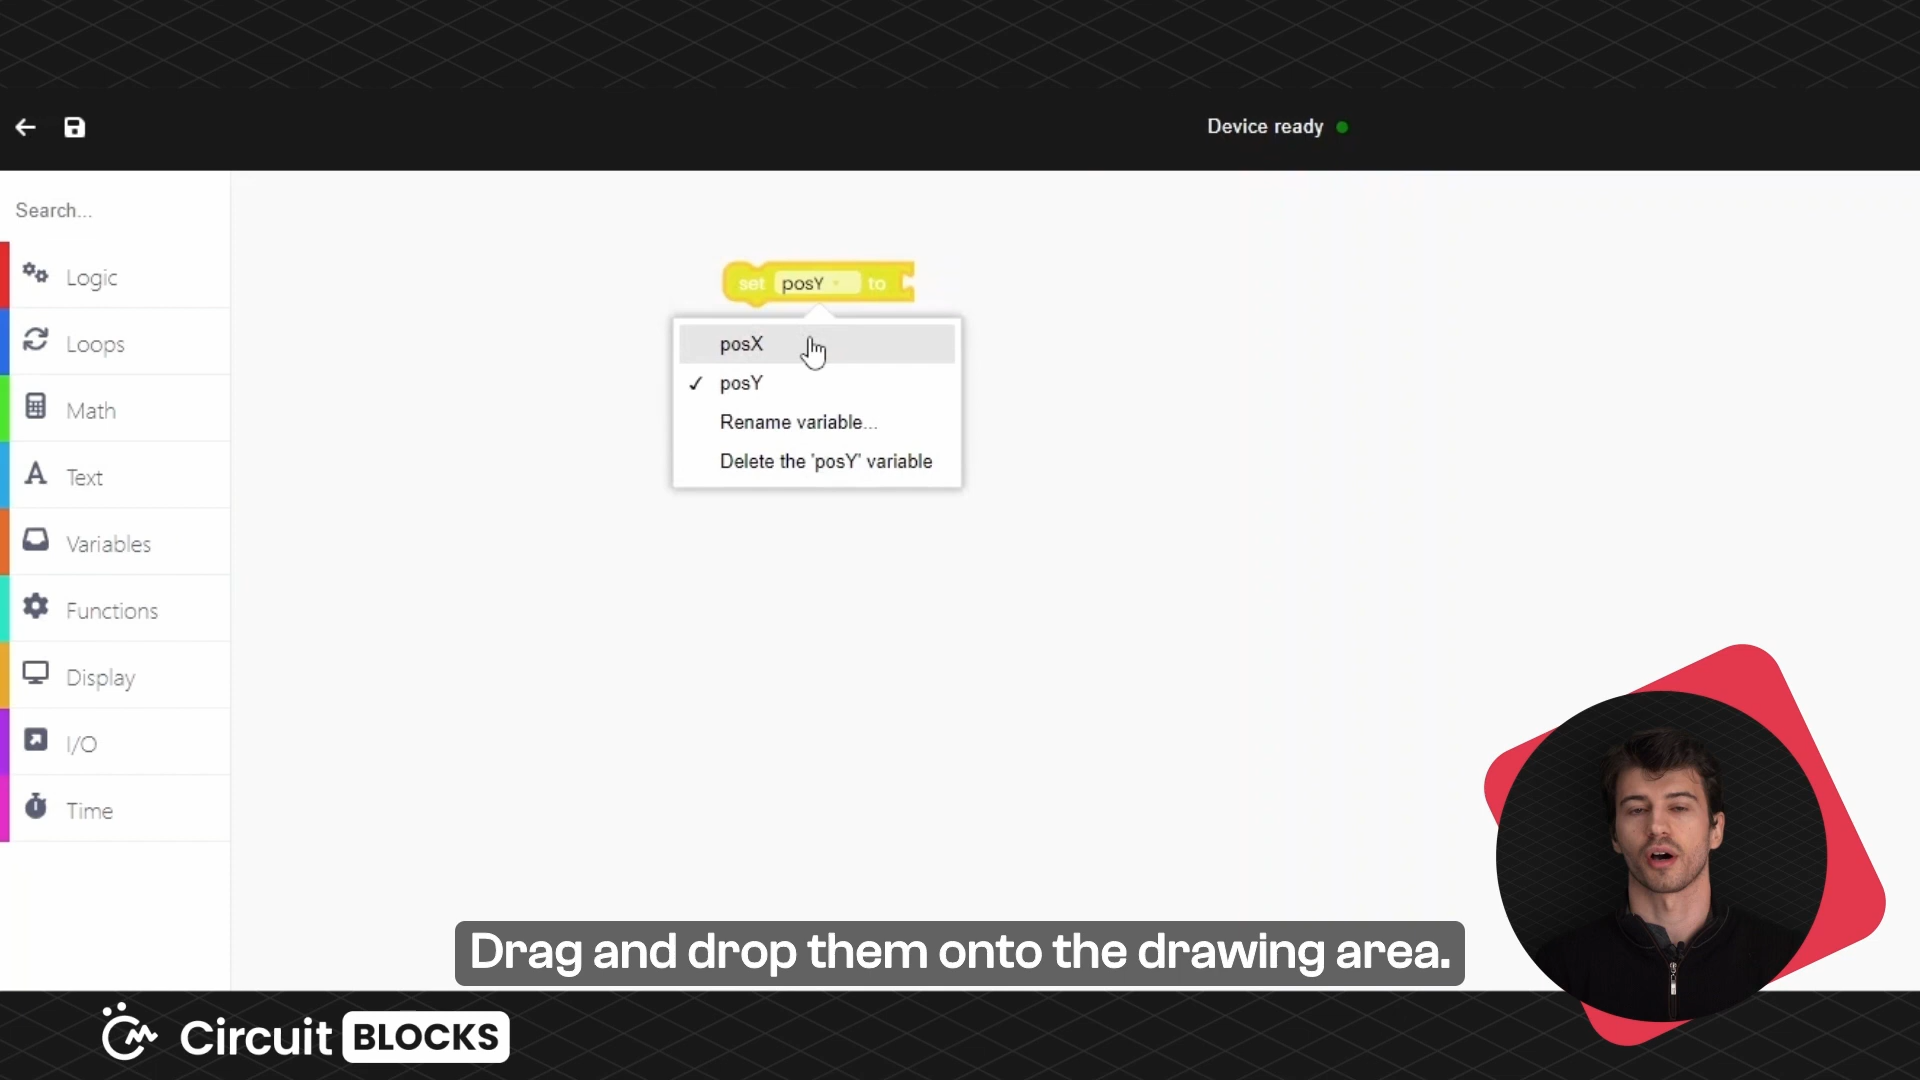 Device ready
Search...
Logic
Loops
Math
Text
Variables
Functions
Display
I/O
Time
set posY to
posX
✓ posY
Rename variable...
Delete the 'posY' variable
Drag and drop them onto the drawing area.
Circuit BLOCKS